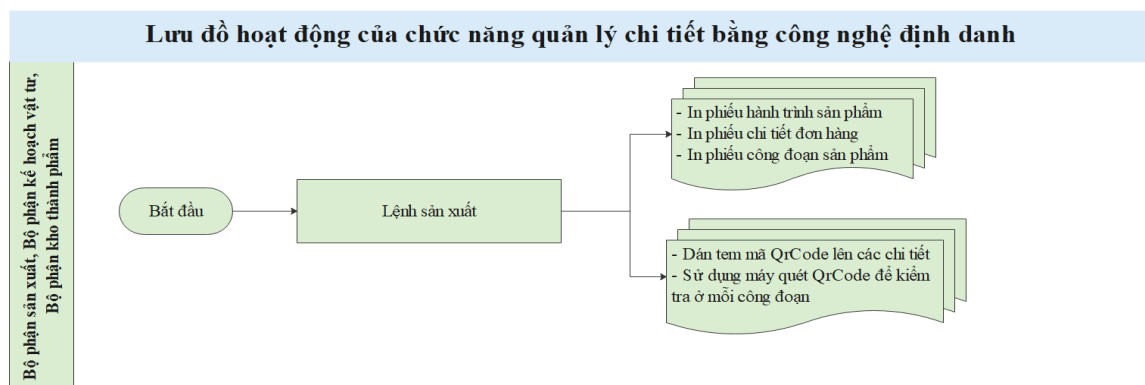 Lưu đồ hoạt động của chức năng quản lý chi tiết bằng công nghệ định danh
Bộ phận sản xuất, Bộ phận kế hoạch vật tư,
Bộ phận kho thành phẩm
Bắt đầu
Lệnh sản xuất
- In phiếu hành trình sản phẩm
- In phiếu chi tiết đơn hàng
- In phiếu công đoạn sản phẩm
- Dán tem mã QrCode lên các chi tiết
- Sử dụng máy quét QrCode để kiểm
tra ở mỗi công đoạn